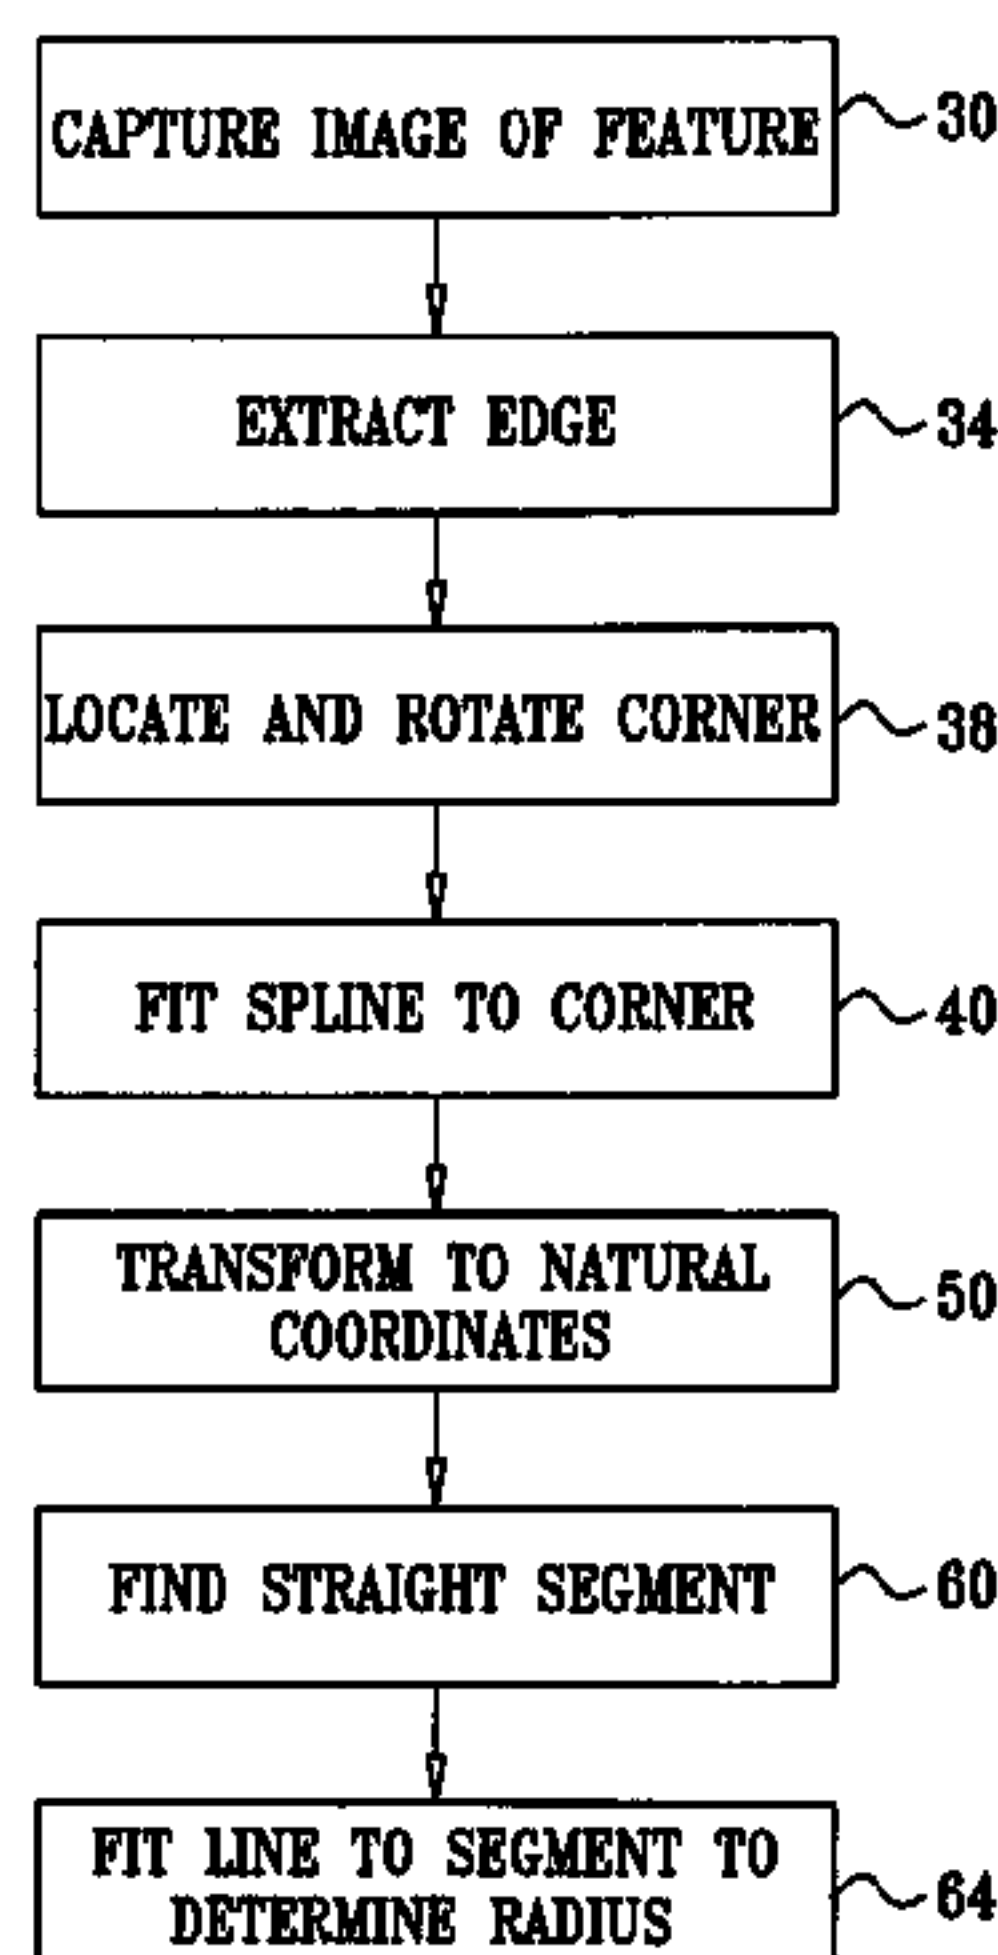 CAPTURE IMAGE OF FEATURE 30
EXTRACT EDGE 34
LOCATE AND ROTATE CORNER 38
FIT SPLINE TO CORNER 40
TRANSFORM TO NATURAL
COORDINATES 50
FIND STRAIGHT SEGMENT 60
FIT LINE TO SEGMENT TO
DETERMINE RADIUS 64